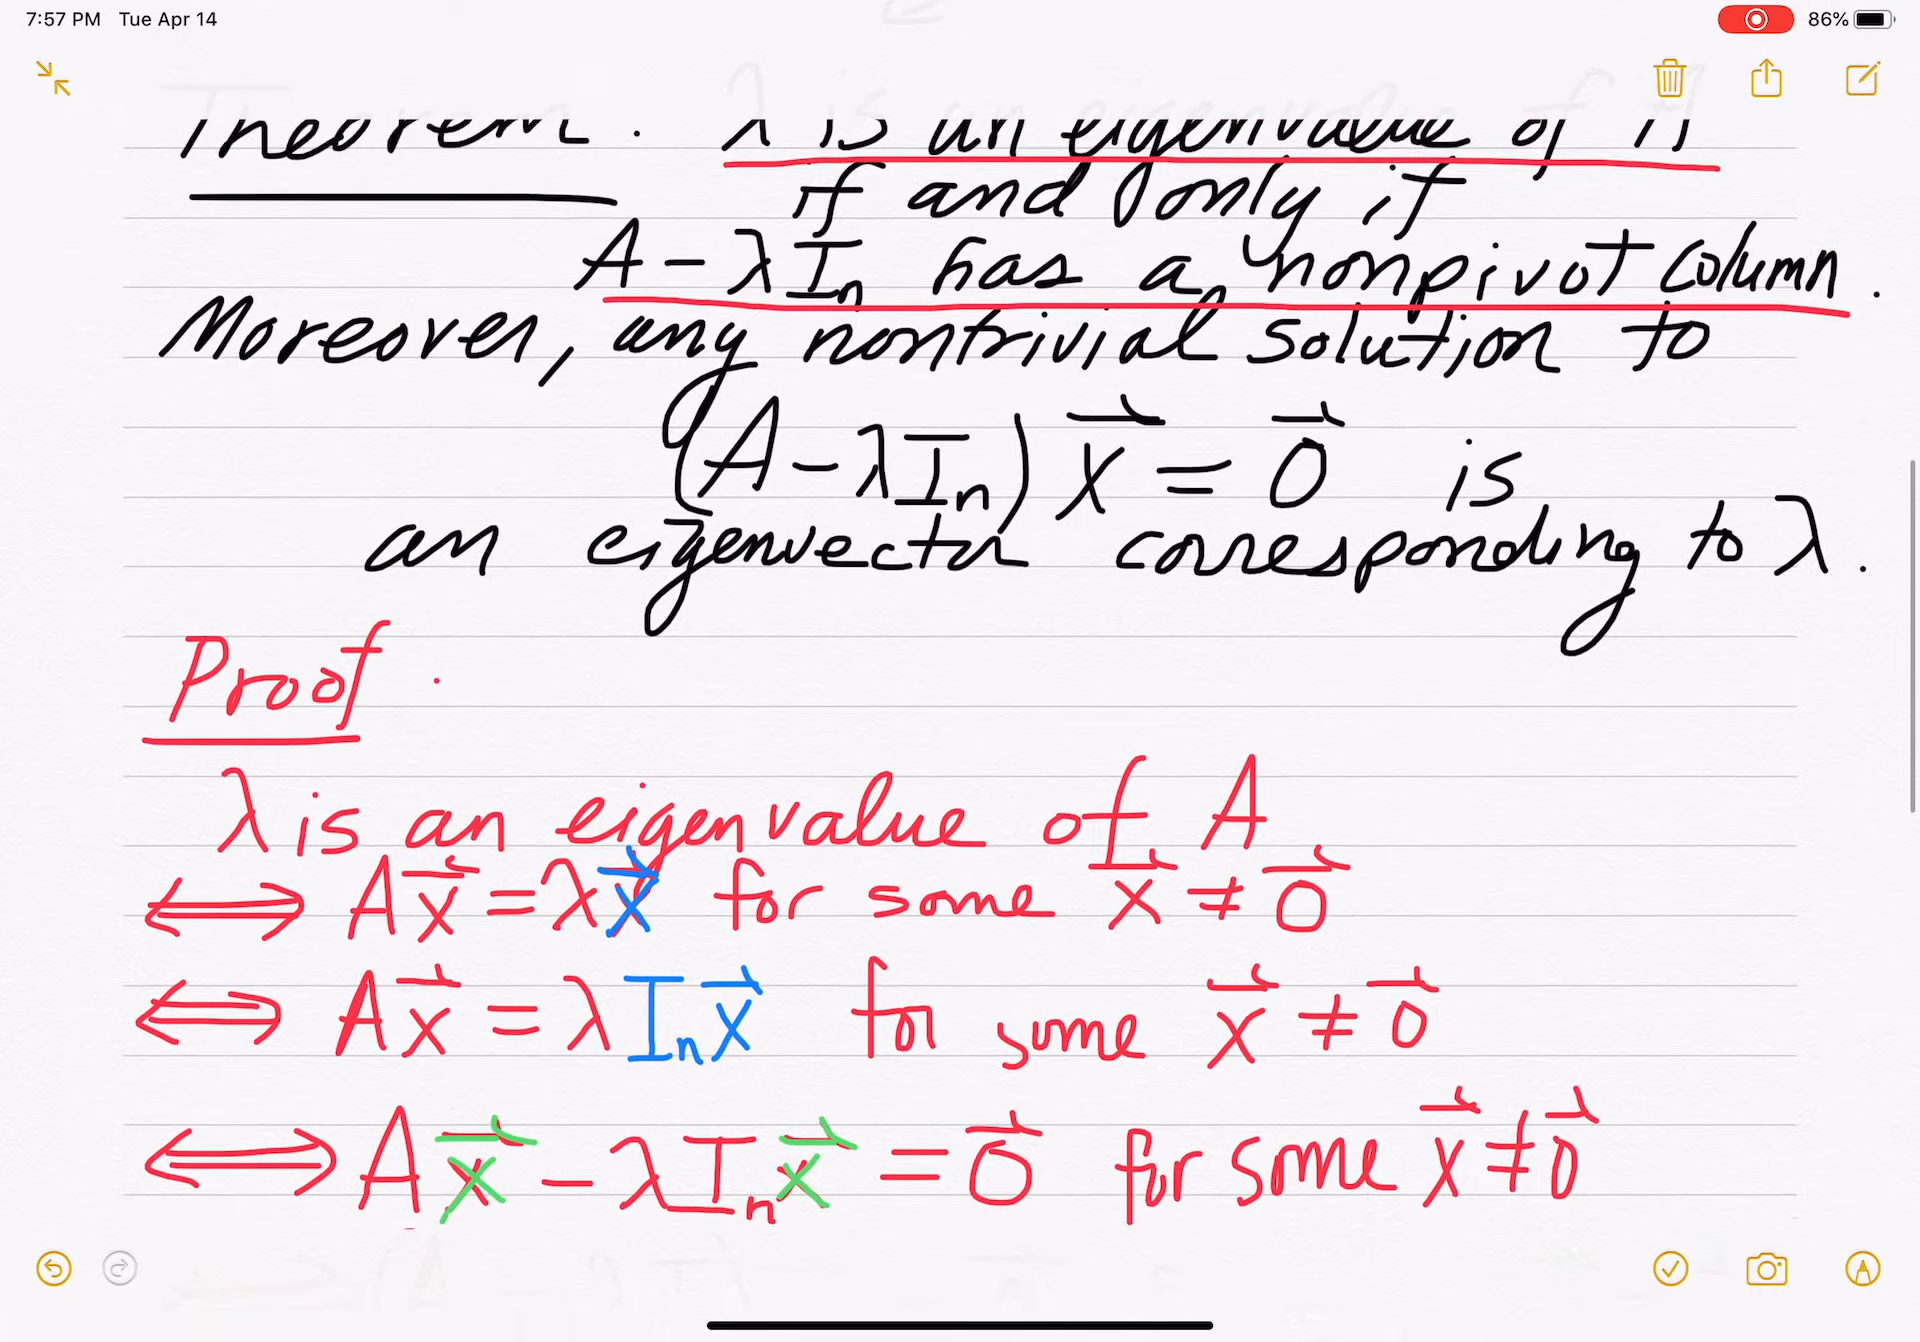 7:57 PM Tue Apr 14 86%
Theorem: λ is an eigenvalue of A
if and only if
A - λIₙ has a nonpivot column.
Moreover, any nontrivial solution to
(A - λIₙ) x⃗ = 0⃗ is
an eigenvector corresponding to λ.
Proof.
λ is an eigenvalue of A
⟺ Ax⃗ = λx⃗ for some x⃗ ≠ 0⃗
⟺ Ax⃗ = λIₙx⃗ for some x⃗ ≠ 0⃗
⟺ Ax⃗ - λIₙx⃗ = 0⃗ for some x⃗ ≠ 0⃗